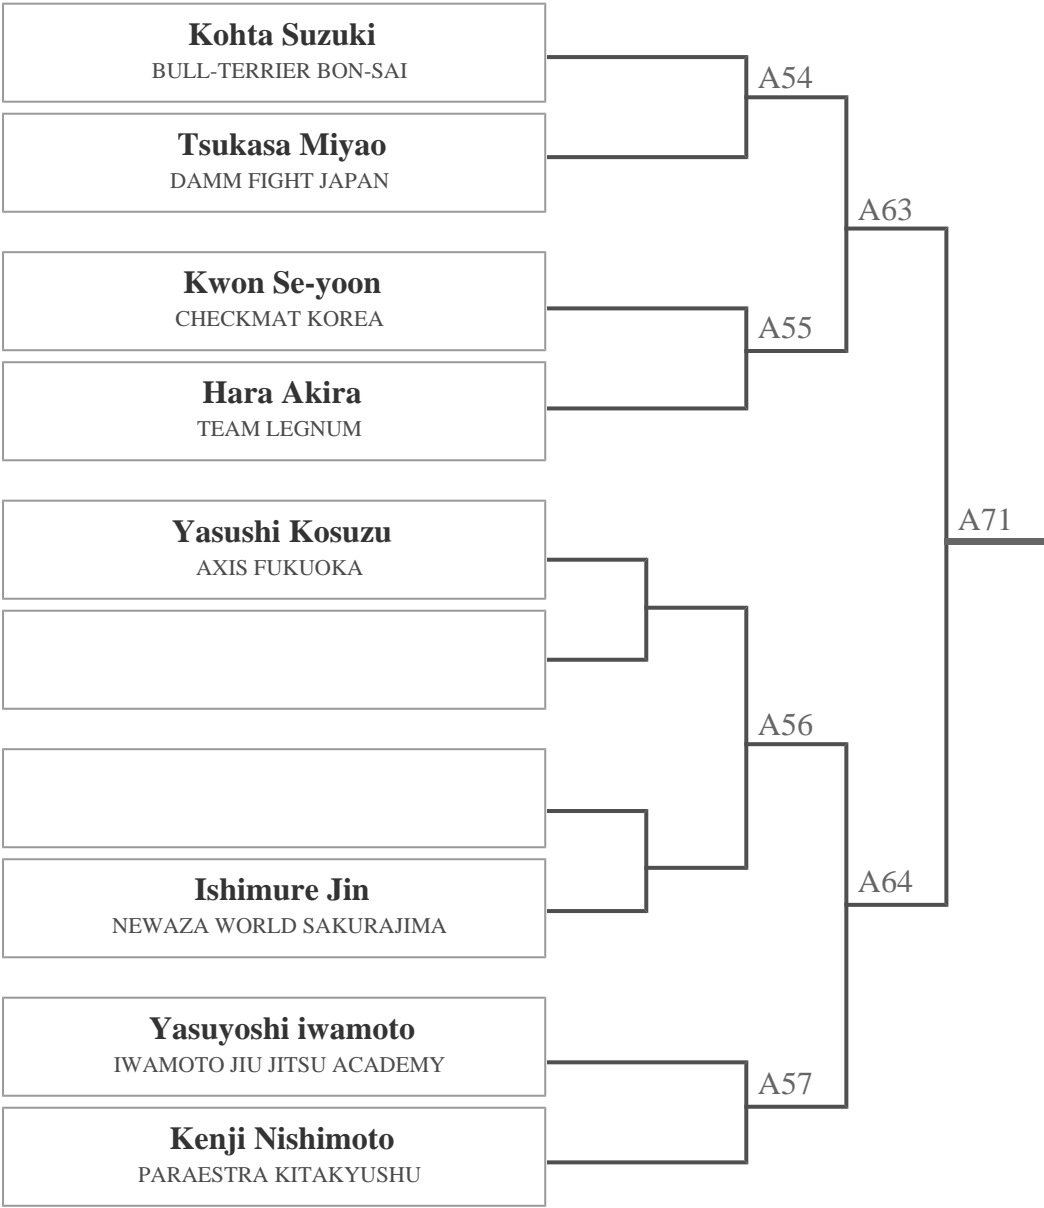 Kohta Suzuki
BULL-TERRIER BON-SAI
A54
Tsukasa Miyao
DAMM FIGHT JAPAN
A63
Kwon Se-yoon
CHECKMAT KOREA
A55
Hara Akira
TEAM LEGNUM
Yasushi Kosuzu
AXIS FUKUOKA
A71
A56
Ishimure Jin
NEWAZA WORLD SAKURAJIMA
A64
Yasuyoshi iwamoto
IWAMOTO JIU JITSU ACADEMY
A57
Kenji Nishimoto
PARAESTRA KITAKYUSHU